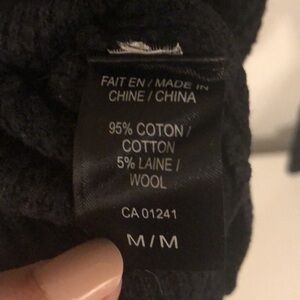 FAIT EN / MADE IN
CHINE / CHINA
95% COTON /
COTTON
5% LAINE /
WOOL
CA 01241
M/M